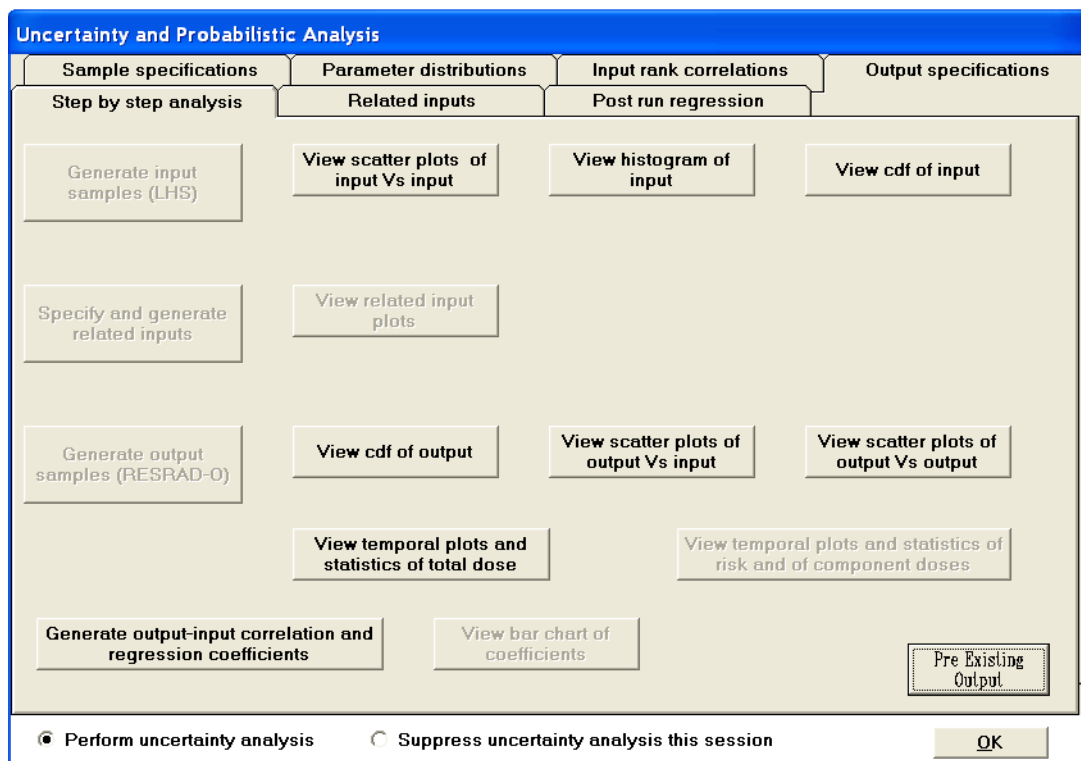 Uncertainty and Probabilistic Analysis
Sample specifications
Parameter distributions
Input rank correlations
Output specifications
Step by step analysis
Related inputs
Post run regression
Generate input
samples (LHS)
View scatter plots of
input Vs input
View histogram of
input
View cdf of input
Specify and generate
related inputs
View related input
plots
Generate output
samples (RESRAD-O)
View cdf of output
View scatter plots of
output Vs input
View scatter plots of
output Vs output
View temporal plots and
statistics of total dose
View temporal plots and statistics of
risk and of component doses
Generate output-input correlation and
regression coefficients
View bar chart of
coefficients
Pre Existing
Output
Perform uncertainty analysis
Suppress uncertainty analysis this session
OK